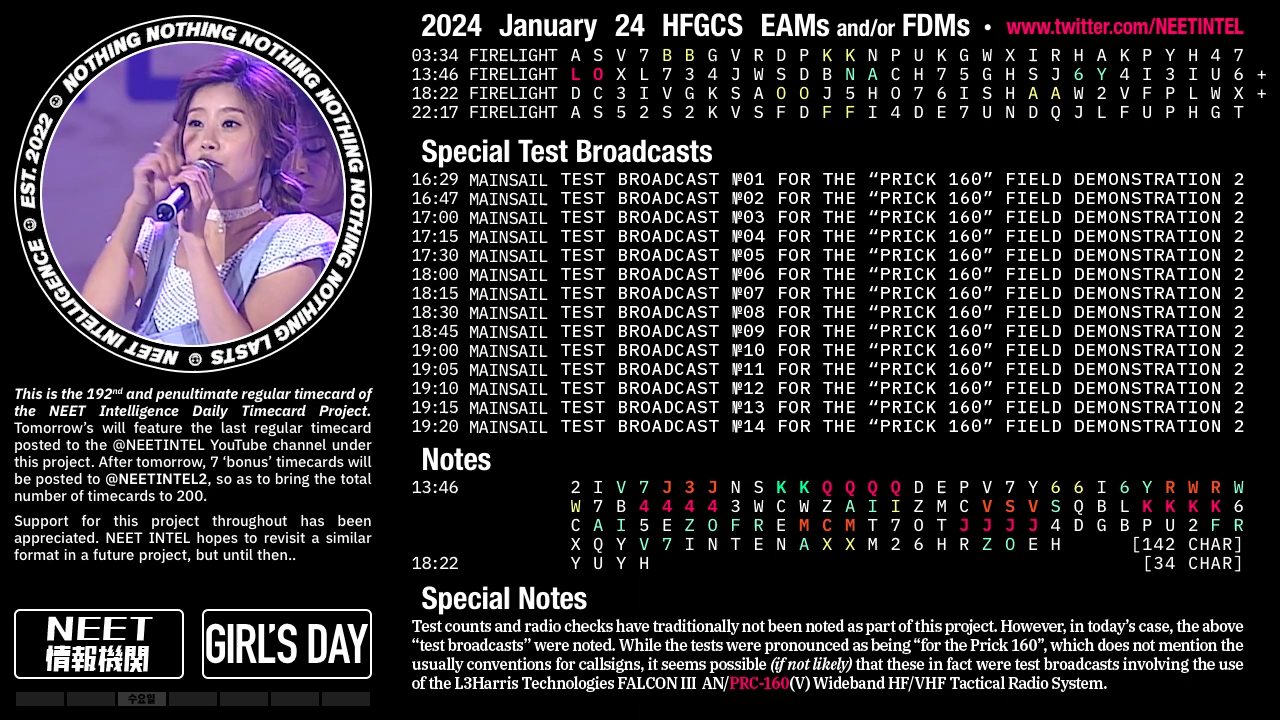 NOTHING NOTHING NOTHING NOTHING NOTHING NOTHING LASTS
NEET INTELLIGENCE
EST. 2022
This is the 192nd and penultimate regular timecard of
the NEET Intelligence Daily Timecard Project.
Tomorrow's will feature the last regular timecard
posted to the @NEETINTEL YouTube channel under
this project. After tomorrow, 7 'bonus' timecards will
be posted to @NEETINTEL2, so as to bring the total
number of timecards to 200.
Support for this project throughout has been
appreciated. NEET INTEL hopes to revisit a similar
format in a future project, but until then..
NEET
情報機関
GIRL'S DAY
수요일
2024 January 24 HFGCS EAMs and/or FDMs • www.twitter.com/NEETINTEL
03:34 FIRELIGHT A S V 7 B B G V R D P K K N P U K G W X I R H A K P Y H 4 7
13:46 FIRELIGHT L O X L 7 3 4 J W S D B N A C H 7 5 G H S J 6 Y 4 I 3 I U 6 +
18:22 FIRELIGHT D C 3 I V G K S A O O J 5 H O 7 6 I S H A A W 2 V F P L W X +
22:17 FIRELIGHT A S 5 2 S 2 K V S F D F F I 4 D E 7 U N D Q J L F U P H G T
Special Test Broadcasts
16:29 MAINSAIL TEST BROADCAST №01 FOR THE “PRICK 160” FIELD DEMONSTRATION 2
16:47 MAINSAIL TEST BROADCAST №02 FOR THE “PRICK 160” FIELD DEMONSTRATION 2
17:00 MAINSAIL TEST BROADCAST №03 FOR THE “PRICK 160” FIELD DEMONSTRATION 2
17:15 MAINSAIL TEST BROADCAST №04 FOR THE “PRICK 160” FIELD DEMONSTRATION 2
17:30 MAINSAIL TEST BROADCAST №05 FOR THE “PRICK 160” FIELD DEMONSTRATION 2
18:00 MAINSAIL TEST BROADCAST №06 FOR THE “PRICK 160” FIELD DEMONSTRATION 2
18:15 MAINSAIL TEST BROADCAST №07 FOR THE “PRICK 160” FIELD DEMONSTRATION 2
18:30 MAINSAIL TEST BROADCAST №08 FOR THE “PRICK 160” FIELD DEMONSTRATION 2
18:45 MAINSAIL TEST BROADCAST №09 FOR THE “PRICK 160” FIELD DEMONSTRATION 2
19:00 MAINSAIL TEST BROADCAST №10 FOR THE “PRICK 160” FIELD DEMONSTRATION 2
19:05 MAINSAIL TEST BROADCAST №11 FOR THE “PRICK 160” FIELD DEMONSTRATION 2
19:10 MAINSAIL TEST BROADCAST №12 FOR THE “PRICK 160” FIELD DEMONSTRATION 2
19:15 MAINSAIL TEST BROADCAST №13 FOR THE “PRICK 160” FIELD DEMONSTRATION 2
19:20 MAINSAIL TEST BROADCAST №14 FOR THE “PRICK 160” FIELD DEMONSTRATION 2
Notes
13:46 2 I V 7 J 3 J N S K K Q Q Q Q D E P V 7 Y 6 6 I 6 Y R W R W
W 7 B 4 4 4 4 3 W C W Z A I I Z M C V S V S Q B L K K K K 6
C A I 5 E Z O F R E M C M T 7 O T J J J J 4 D G B P U 2 F R
X Q Y V 7 I N T E N A X X M 2 6 H R Z O E H [142 CHAR]
18:22 Y U Y H [34 CHAR]
Special Notes
Test counts and radio checks have traditionally not been noted as part of this project. However, in today's case, the above
“test broadcasts” were noted. While the tests were pronounced as being “for the Prick 160”, which does not mention the
usually conventions for callsigns, it seems possible (if not likely) that these in fact were test broadcasts involving the use
of the L3Harris Technologies FALCON III AN/PRC-160(V) Wideband HF/VHF Tactical Radio System.